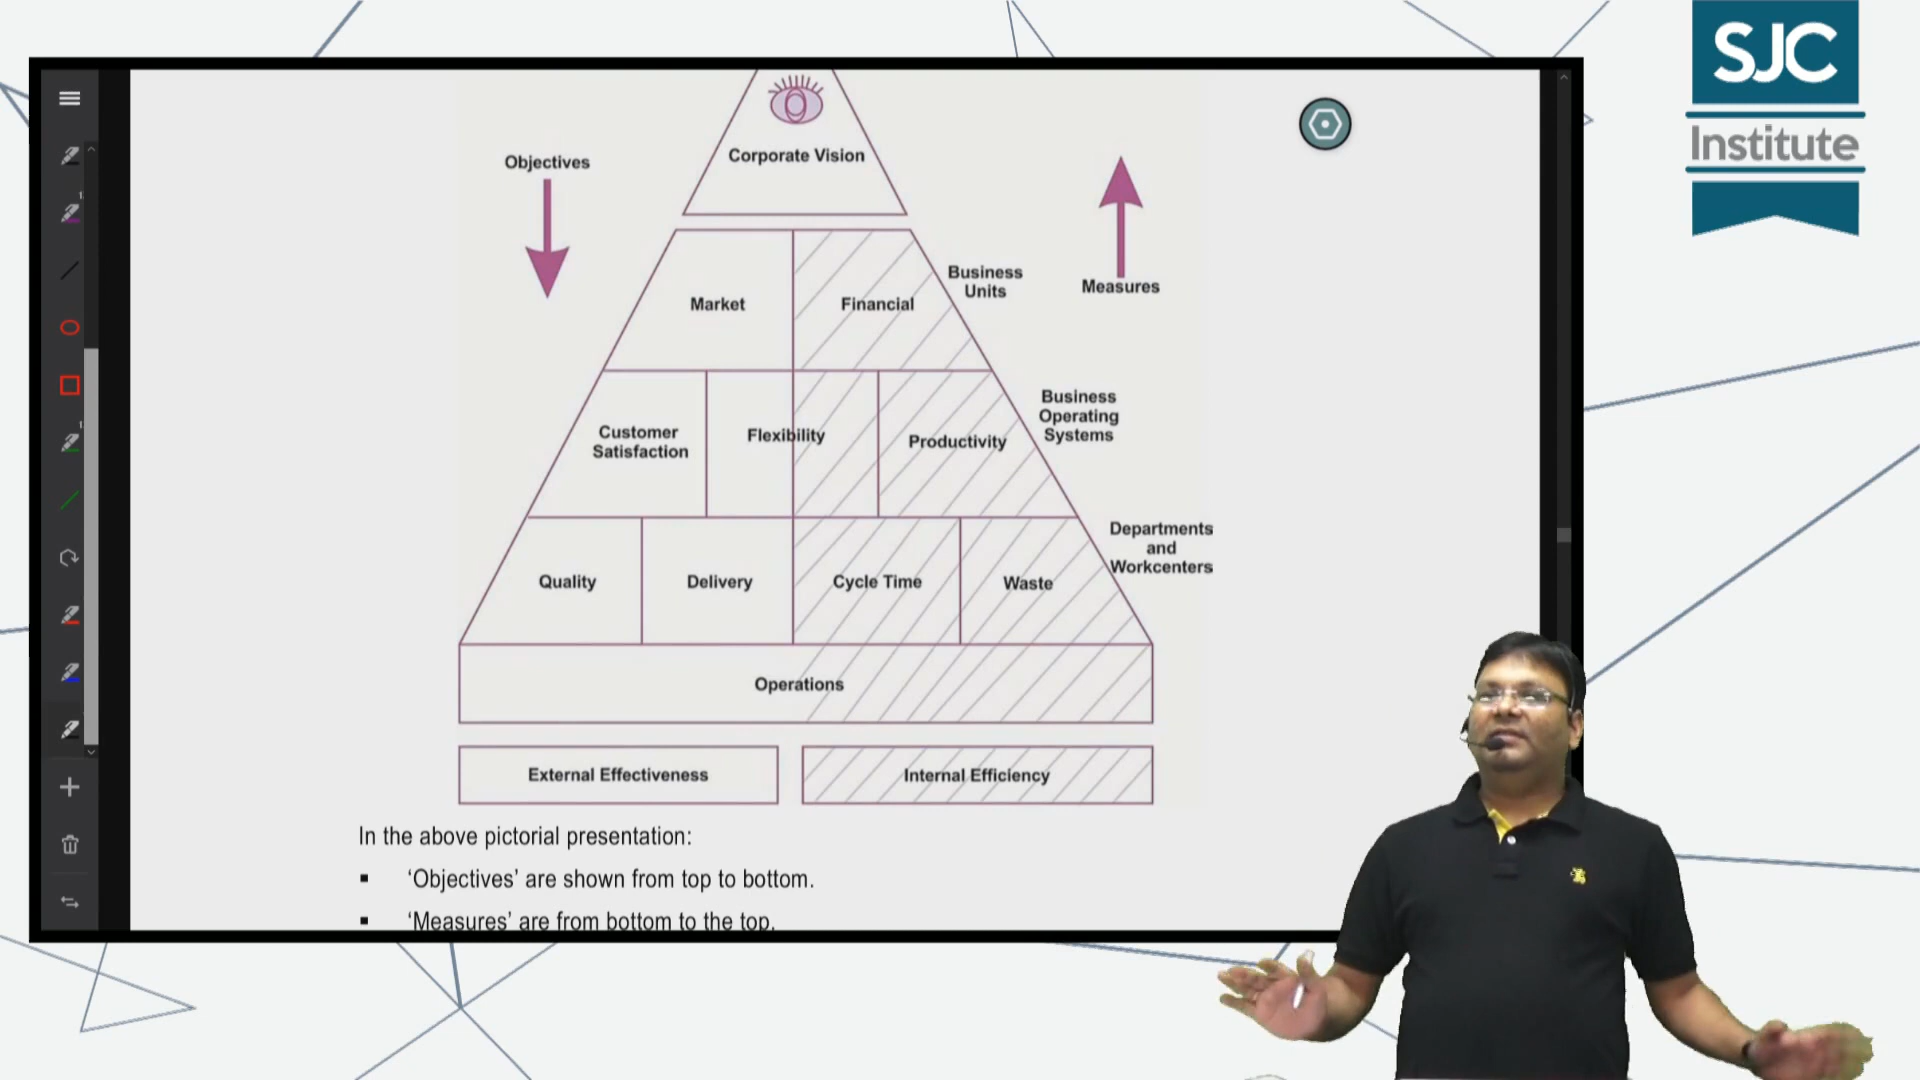 SJC
Institute
Corporate Vision
Objectives
Measures
Market
Financial
Business
Units
Customer
Satisfaction
Flexibility
Productivity
Business
Operating
Systems
Quality
Delivery
Cycle Time
Waste
Departments
and
Workcenters
Operations
External Effectiveness
Internal Efficiency
In the above pictorial presentation:
▪ ‘Objectives’ are shown from top to bottom.
▪ ‘Measures’ are from bottom to the top.